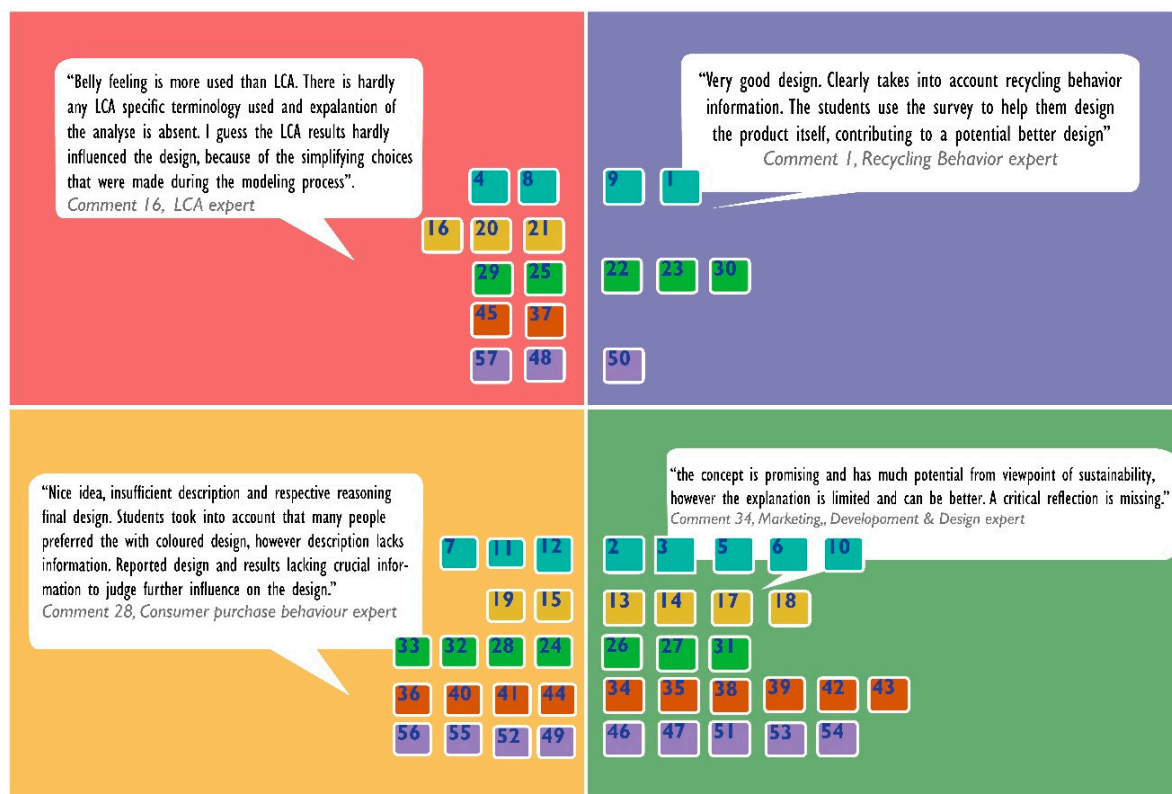 “Belly feeling is more used than LCA. There is hardly
any LCA specific terminology used and expalantion of
the analyse is absent. I guess the LCA results hardly
influenced the design, because of the simplifying choices
that were made during the modeling process”.
Comment 16, LCA expert
4 8
16 20 21
29 25
45 37
57 48
“Very good design. Clearly takes into account recycling behavior
information. The students use the survey to help them design
the product itself, contributing to a potential better design”
Comment 1, Recycling Behavior expert
9 1
22 23 30
50
“Nice idea, insufficient description and respective reasoning
final design. Students took into account that many people
preferred the with coloured design, however description lacks
information. Reported design and results lacking crucial infor-
mation to judge further influence on the design.”
Comment 28, Consumer purchase behaviour expert
7 11 12
19 15
33 32 28 24
36 40 41 44
56 55 52 49
“the concept is promising and has much potential from viewpoint of sustainability,
however the explanation is limited and can be better. A critical reflection is missing.”
Comment 34, Marketing,, Developoment & Design expert
2 3 5 6 10
13 14 17 18
26 27 31
34 35 38 39 42 43
46 47 51 53 54